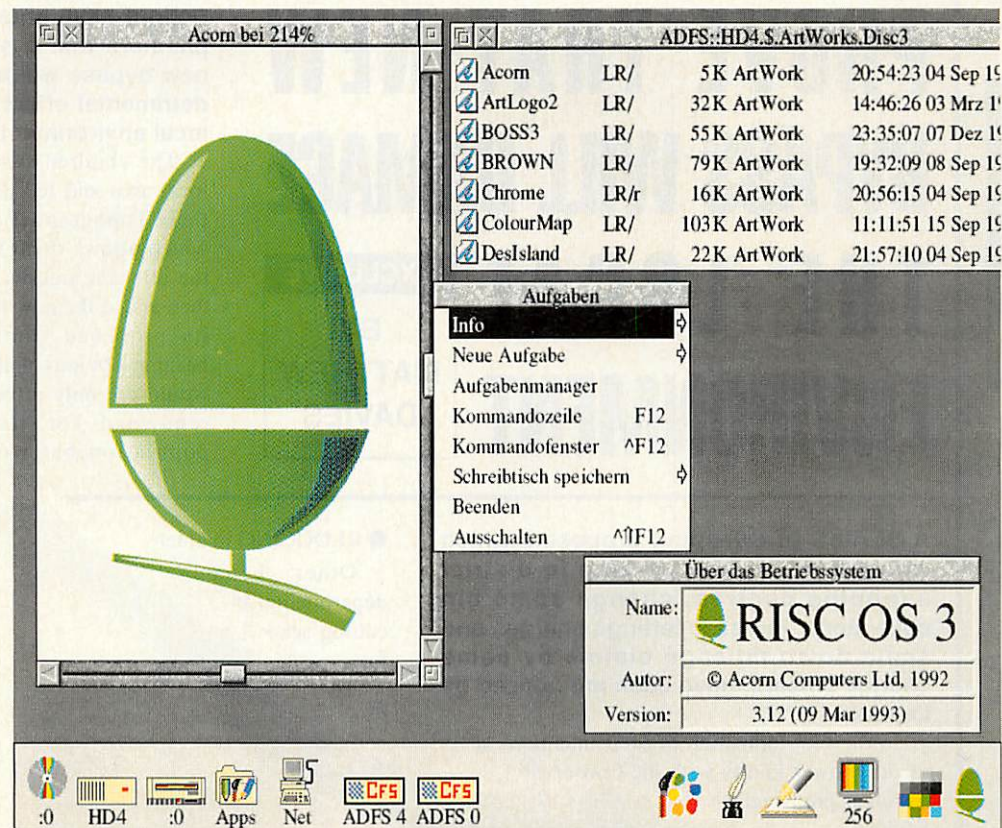 Acorn bei 214%
ADFS::HD4.$.ArtWorks.Disc3
Acorn LR/ 5K ArtWork 20:54:23 04 Sep 19
ArtLogo2 LR/ 32K ArtWork 14:46:26 03 Mrz 1
BOSS3 LR/ 55K ArtWork 23:35:07 07 Dez 19
BROWN LR/ 79K ArtWork 19:32:09 08 Sep 19
Chrome LR/r 16K ArtWork 20:56:15 04 Sep 19
ColourMap LR/ 103K ArtWork 11:11:51 15 Sep 19
DesIsland LR/ 22K ArtWork 21:57:10 04 Sep 19
Aufgaben
Info
Neue Aufgabe
Aufgabenmanager
Kommandozeile F12
Kommandofenster ^F12
Schreibtisch speichern
Beenden
Ausschalten ^⇑F12
Über das Betriebssystem
Name: RISC OS 3
Autor: © Acorn Computers Ltd, 1992
Version: 3.12 (09 Mar 1993)
CFS CFS
:0 HD4 :0 Apps Net ADFS 4 ADFS 0 256